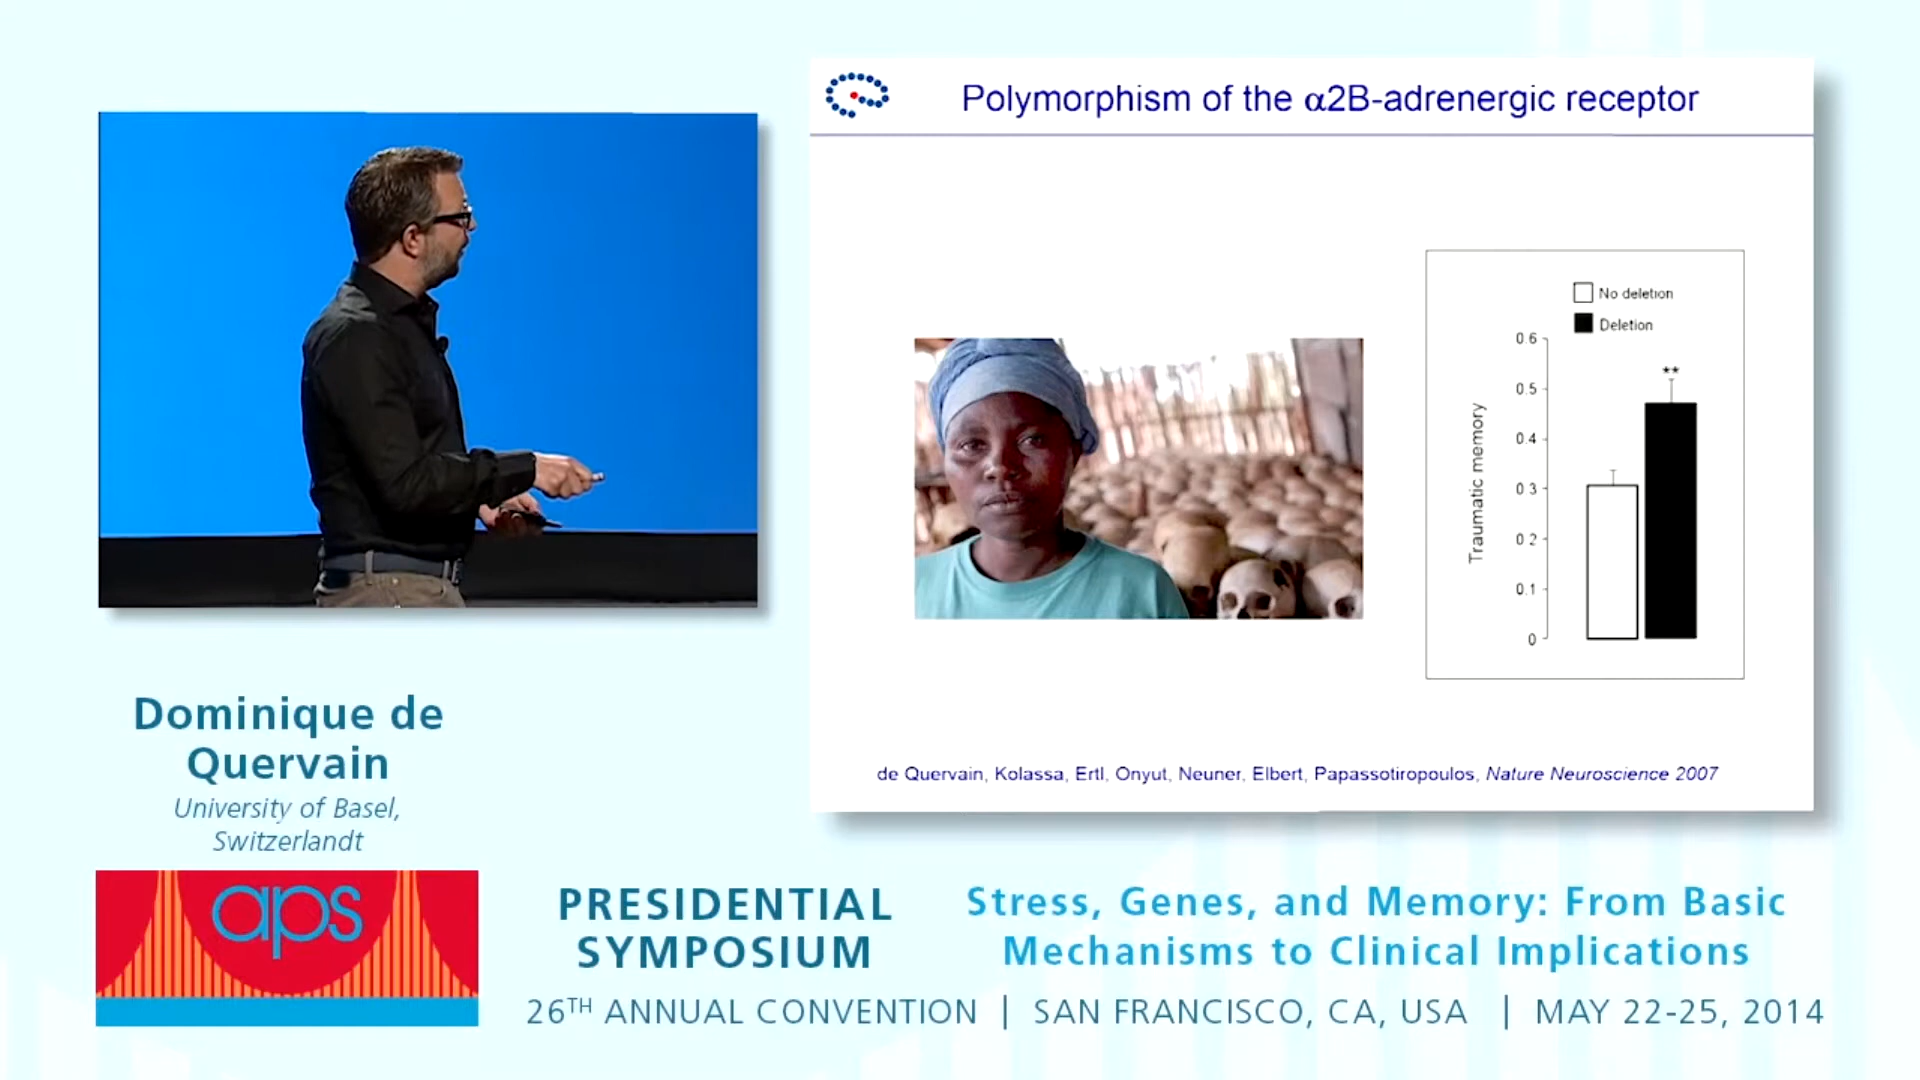 Polymorphism of the α2B-adrenergic receptor
No deletion
Deletion
**
0.6
0.5
0.4
0.3
0.2
0.1
0
Traumatic memory
de Quervain, Kolassa, Ertl, Onyut, Neuner, Elbert, Papassotiropoulos, Nature Neuroscience 2007
Dominique de
Quervain
University of Basel,
Switzerlandt
aps
PRESIDENTIAL
SYMPOSIUM
Stress, Genes, and Memory: From Basic
Mechanisms to Clinical Implications
26TH ANNUAL CONVENTION | SAN FRANCISCO, CA, USA | MAY 22-25, 2014